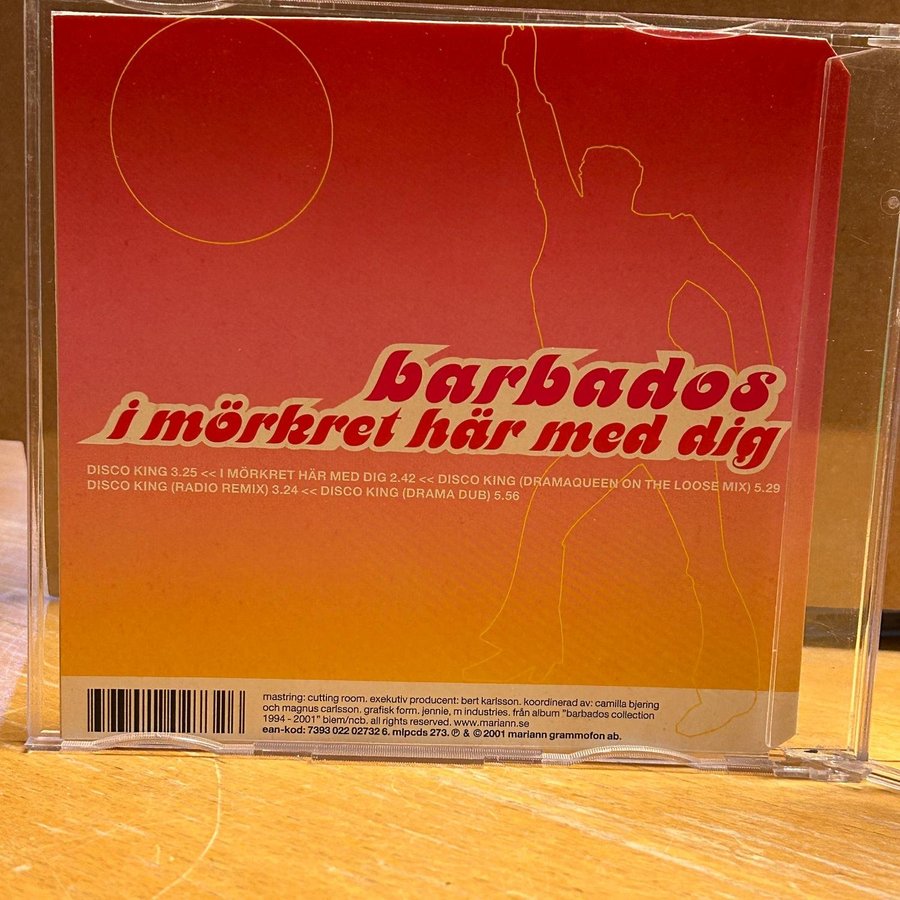 barbados
i mörkret här med dig
DISCO KING 3.25 << I MÖRKRET HÄR MED DIG 2.42 << DISCO KING (DRAMAQUEEN ON THE LOOSE MIX) 5.29
DISCO KING (RADIO REMIX) 3.24 << DISCO KING (DRAMA DUB) 5.56
mastring: cutting room. exekutiv producent: bert karlsson. koordinerad av: camilla bjering
och magnus carlsson. grafisk form. jennie, m industries. från album "barbados collection
1994 - 2001" biem/ncb. all rights reserved. www.mariann.se
ean-kod: 7393 022 02732 6. mlpcds 273. ℗ & © 2001 mariann grammofon ab.